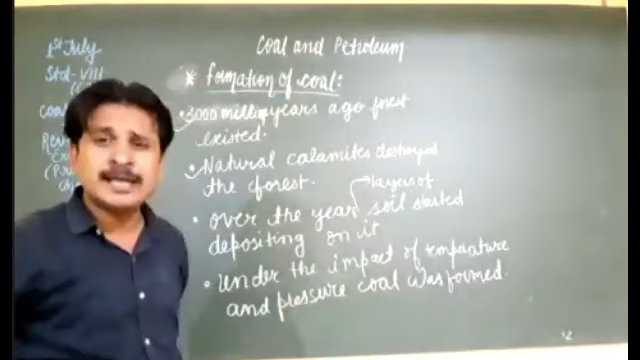 1st July
Std-VIII
Coal and Petroleum
* Formation of coal:
• 3000 million years ago forest
existed.
• Natural calamites destroyed
the forest.
layers of
• over the year soil started
depositing on it
• under the impact of tempaature
and pressure coal was formed.